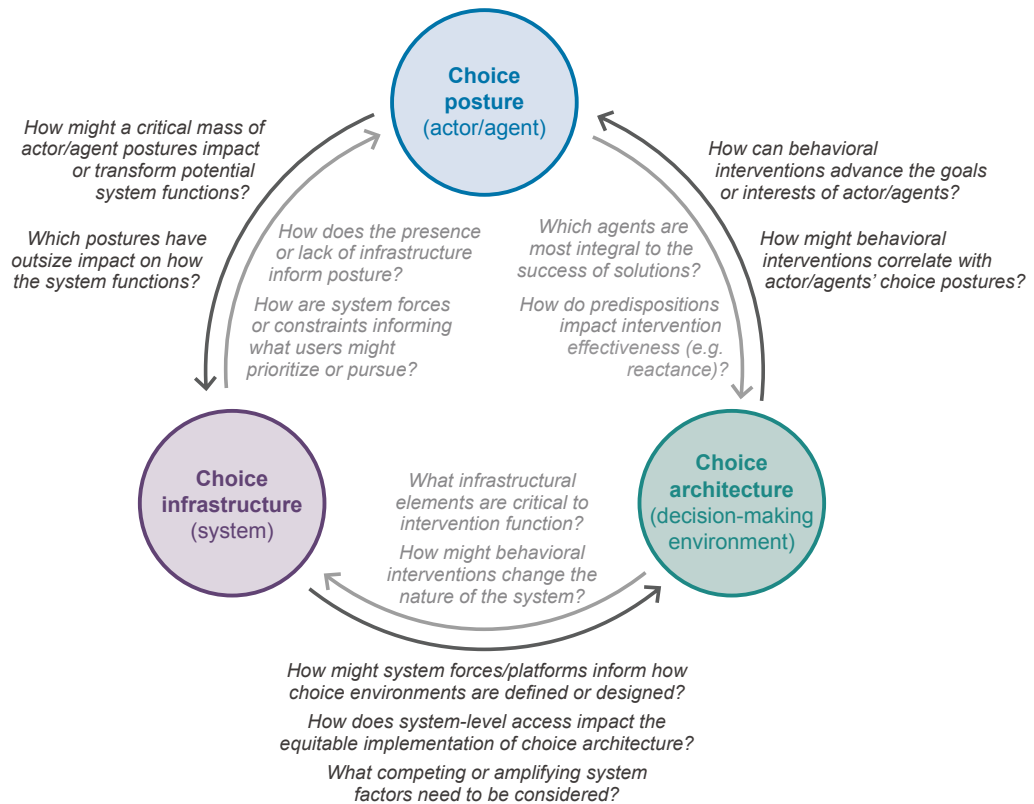 Choice
posture
(actor/agent)
How might a critical mass of
actor/agent postures impact
or transform potential
system functions?
Which postures have
outsize impact on how
the system functions?
How does the presence
or lack of infrastructure
inform posture?
How are system forces
or constraints informing
what users might
prioritize or pursue?
Which agents are
most integral to the
success of solutions?
How do predispositions
impact intervention
effectiveness (e.g.
reactance)?
How can behavioral
interventions advance the goals
or interests of actor/agents?
How might behavioral
interventions correlate with
actor/agents’ choice postures?
Choice
infrastructure
(system)
What infrastructural
elements are critical to
intervention function?
How might behavioral
interventions change the
nature of the system?
Choice
architecture
(decision-making
environment)
How might system forces/platforms inform how
choice environments are defined or designed?
How does system-level access impact the
equitable implementation of choice architecture?
What competing or amplifying system
factors need to be considered?